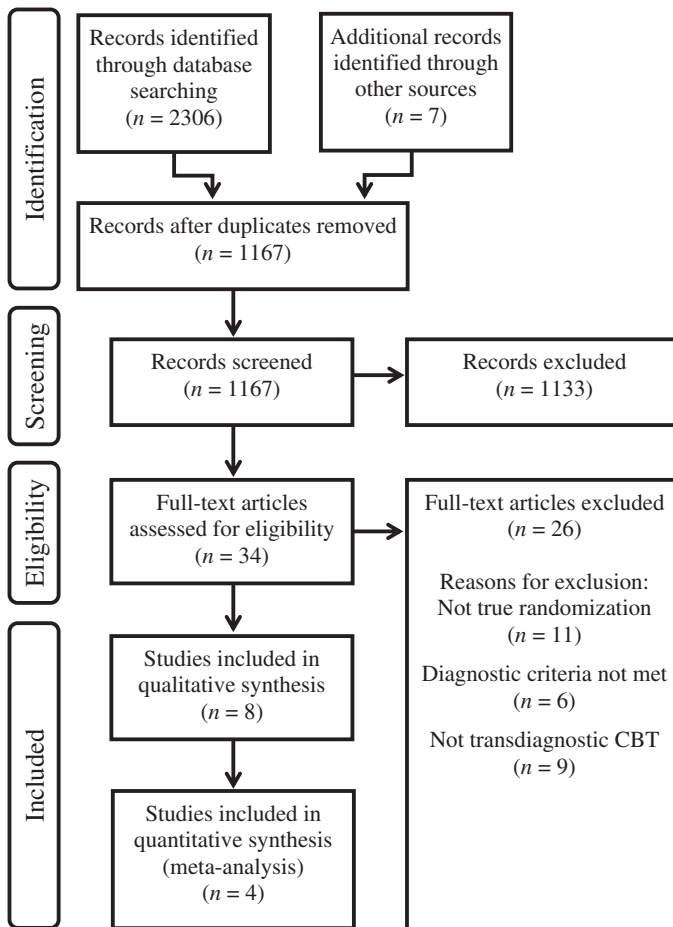 Identification
Records identified
through database
searching
(n = 2306)
Additional records
identified through
other sources
(n = 7)
Records after duplicates removed
(n = 1167)
Screening
Records screened
(n = 1167)
Records excluded
(n = 1133)
Eligibility
Full-text articles
assessed for eligibility
(n = 34)
Full-text articles excluded
(n = 26)
Reasons for exclusion:
Not true randomization
(n = 11)
Diagnostic criteria not met
(n = 6)
Not transdiagnostic CBT
(n = 9)
Included
Studies included in
qualitative synthesis
(n = 8)
Studies included in
quantitative synthesis
(meta-analysis)
(n = 4)